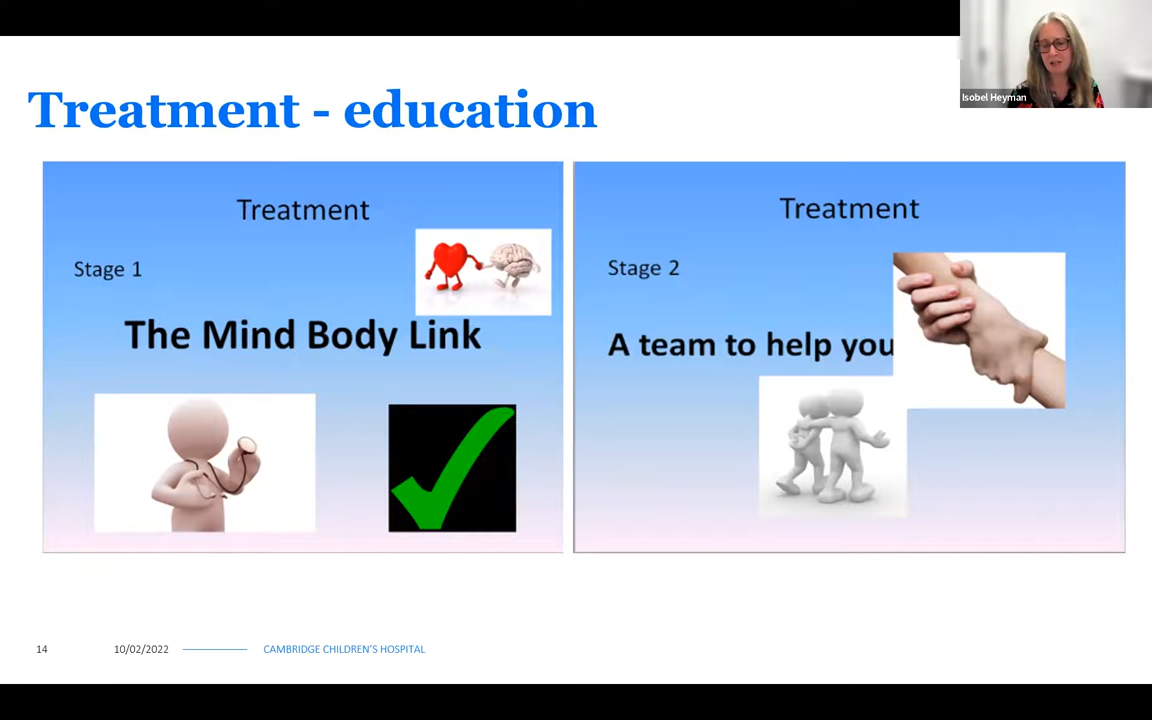 Isobel Heyman
Treatment - education
Treatment
Stage 1
The Mind Body Link
Treatment
Stage 2
A team to help you
14
10/02/2022
CAMBRIDGE CHILDREN'S HOSPITAL